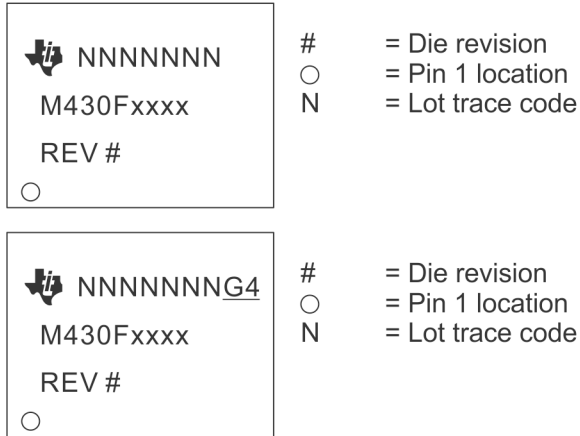 NNNNNNN
M430Fxxxx
REV #
# = Die revision
○ = Pin 1 location
N = Lot trace code
NNNNNNNG4
M430Fxxxx
REV #
# = Die revision
○ = Pin 1 location
N = Lot trace code